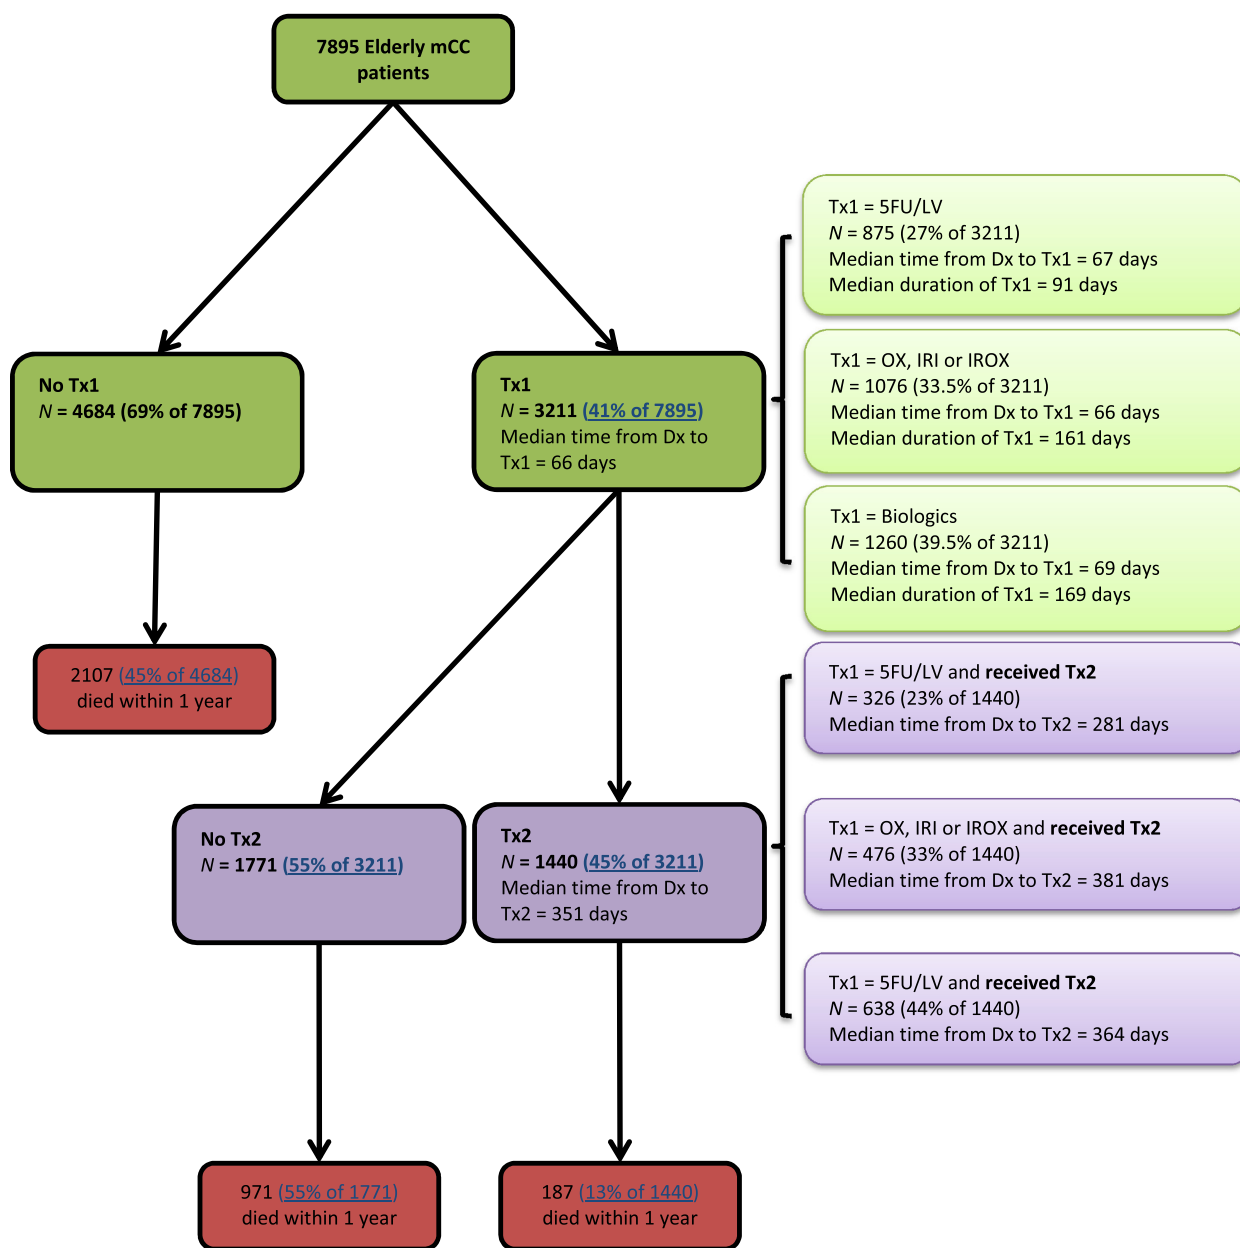 7895 Elderly mCC
patients
Tx1 = 5FU/LV
N = 875 (27% of 3211)
Median time from Dx to Tx1 = 67 days
Median duration of Tx1 = 91 days
No Tx1
N = 4684 (69% of 7895)
Tx1
N = 3211 (41% of 7895)
Median time from Dx to
Tx1 = 66 days
Tx1 = OX, IRI or IROX
N = 1076 (33.5% of 3211)
Median time from Dx to Tx1 = 66 days
Median duration of Tx1 = 161 days
Tx1 = Biologics
N = 1260 (39.5% of 3211)
Median time from Dx to Tx1 = 69 days
Median duration of Tx1 = 169 days
2107 (45% of 4684)
died within 1 year
Tx1 = 5FU/LV and received Tx2
N = 326 (23% of 1440)
Median time from Dx to Tx2 = 281 days
No Tx2
N = 1771 (55% of 3211)
Tx2
N = 1440 (45% of 3211)
Median time from Dx to
Tx2 = 351 days
Tx1 = OX, IRI or IROX and received Tx2
N = 476 (33% of 1440)
Median time from Dx to Tx2 = 381 days
Tx1 = 5FU/LV and received Tx2
N = 638 (44% of 1440)
Median time from Dx to Tx2 = 364 days
971 (55% of 1771)
died within 1 year
187 (13% of 1440)
died within 1 year